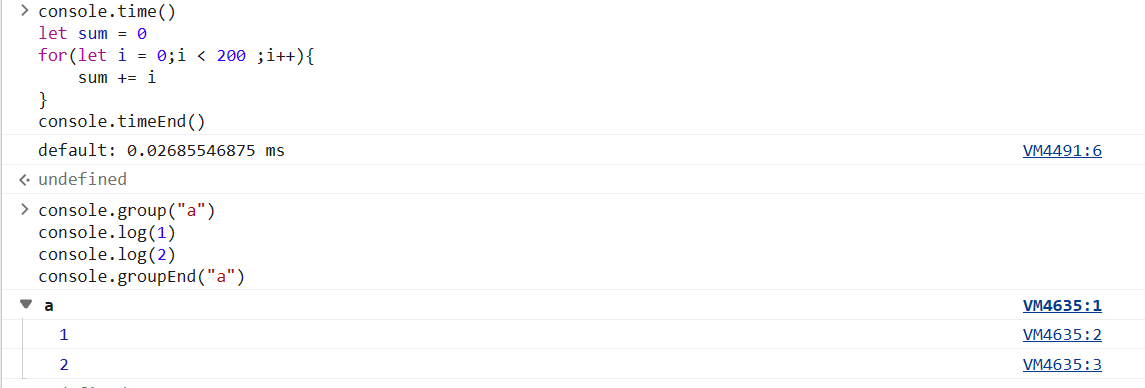 console.time()
let sum = 0
for(let i = 0;i < 200 ;i++){
    sum += i
}
console.timeEnd()
default: 0.02685546875 ms VM4491:6
undefined
console.group("a")
console.log(1)
console.log(2)
console.groupEnd("a")
a VM4635:1
1 VM4635:2
2 VM4635:3